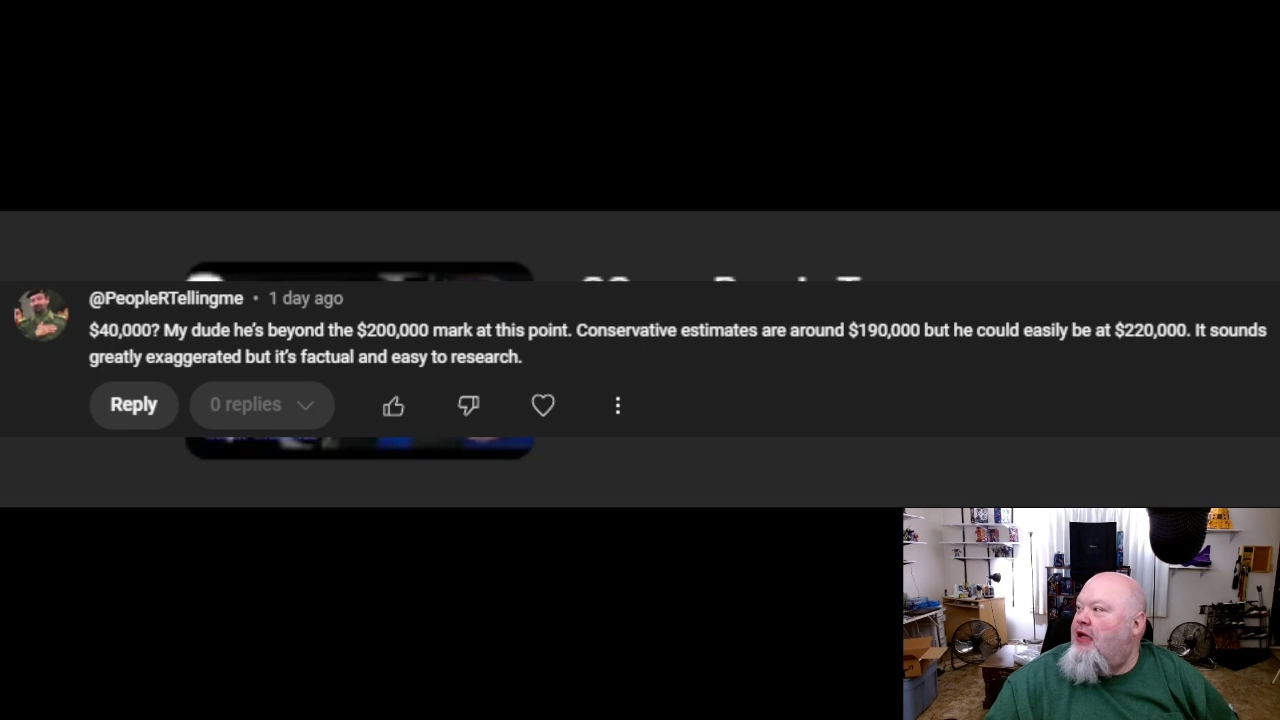 @PeopleRTellingme • 1 day ago
$40,000? My dude he's beyond the $200,000 mark at this point. Conservative estimates are around $190,000 but he could easily be at $220,000. It sounds
greatly exaggerated but it's factual and easy to research.
Reply 0 replies